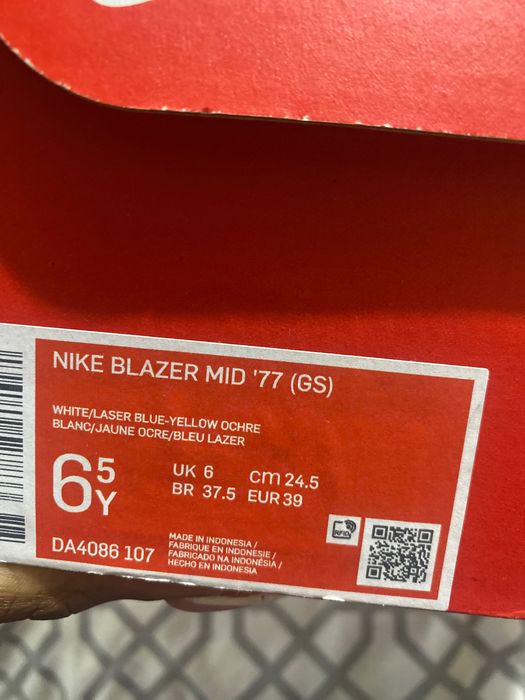 NIKE BLAZER MID '77 (GS)
WHITE/LASER BLUE-YELLOW OCHRE
BLANC/JAUNE OCRE/BLEU LAZER
6 5 Y
UK 6 cm 24.5
BR 37.5 EUR 39
DA4086 107
MADE IN INDONESIA /
FABRIQUE EN INDONESIE /
FABRICADO NA INDONÉSIA /
HECHO EN INDONESIA
RFID